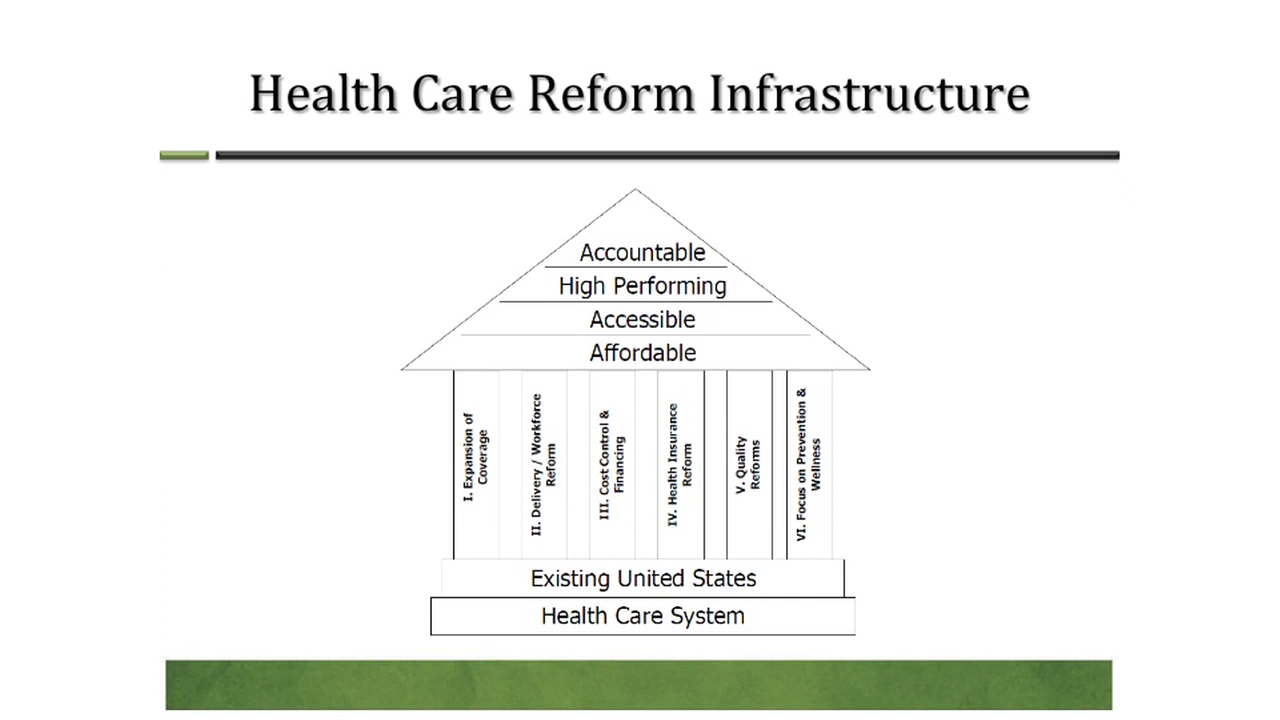 Health Care Reform Infrastructure
Accountable
High Performing
Accessible
Affordable
I. Expansion of
Coverage
II. Delivery / Workforce
Reform
III. Cost Control &
Financing
IV. Health Insurance
Reform
V. Quality
Reforms
VI. Focus on Prevention &
Wellness
Existing United States
Health Care System